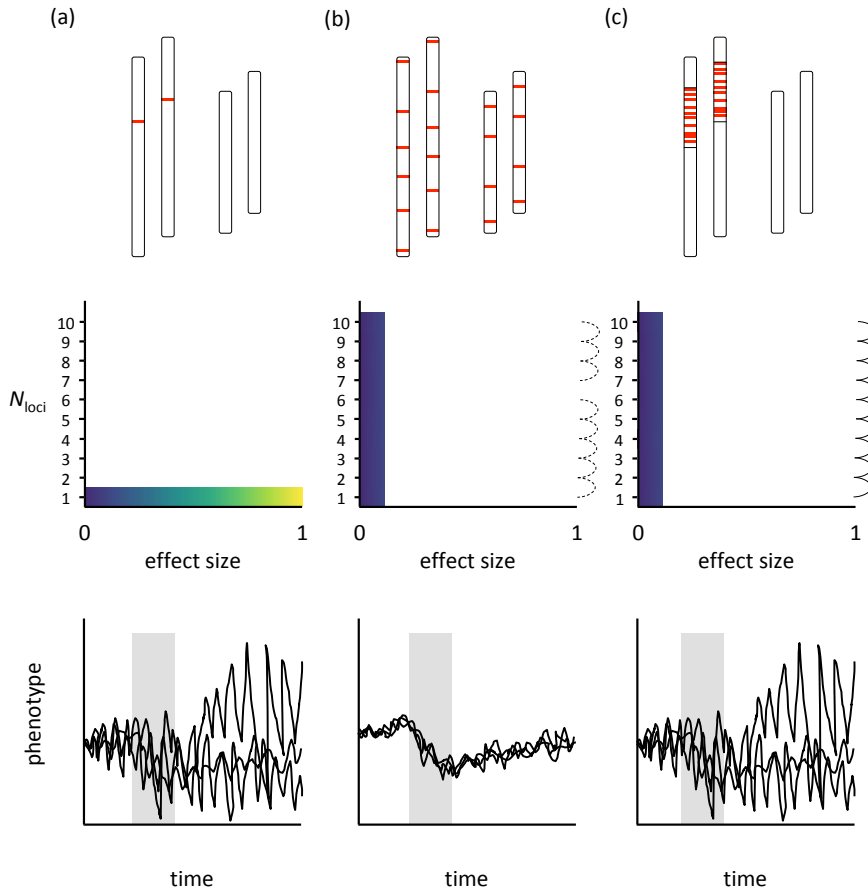 (a) (b) (c)
10 10 10
9 9 9
8 8 8
7 7 7
N_loci 6 6 6
5 5 5
4 4 4
3 3 3
2 2 2
1 1 1
0 1 0 1 0 1
effect size effect size effect size
phenotype
time time time